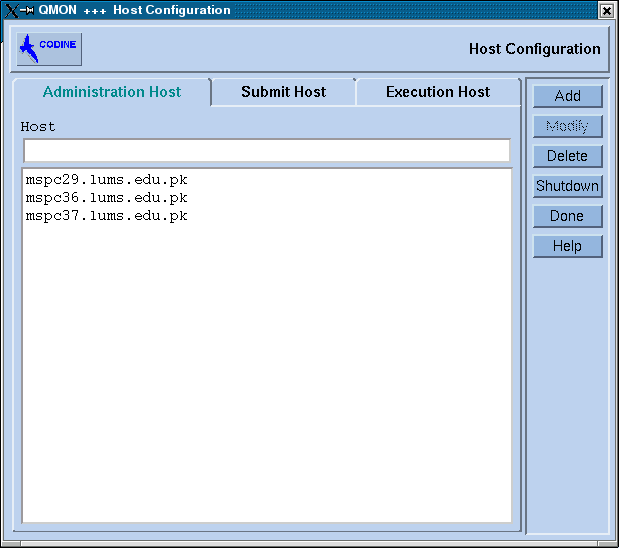 QMON +++ Host Configuration
CODINE
Host Configuration
Administration Host
Submit Host
Execution Host
Host
mspc29.lums.edu.pk
mspc36.lums.edu.pk
mspc37.lums.edu.pk
Add
Modify
Delete
Shutdown
Done
Help